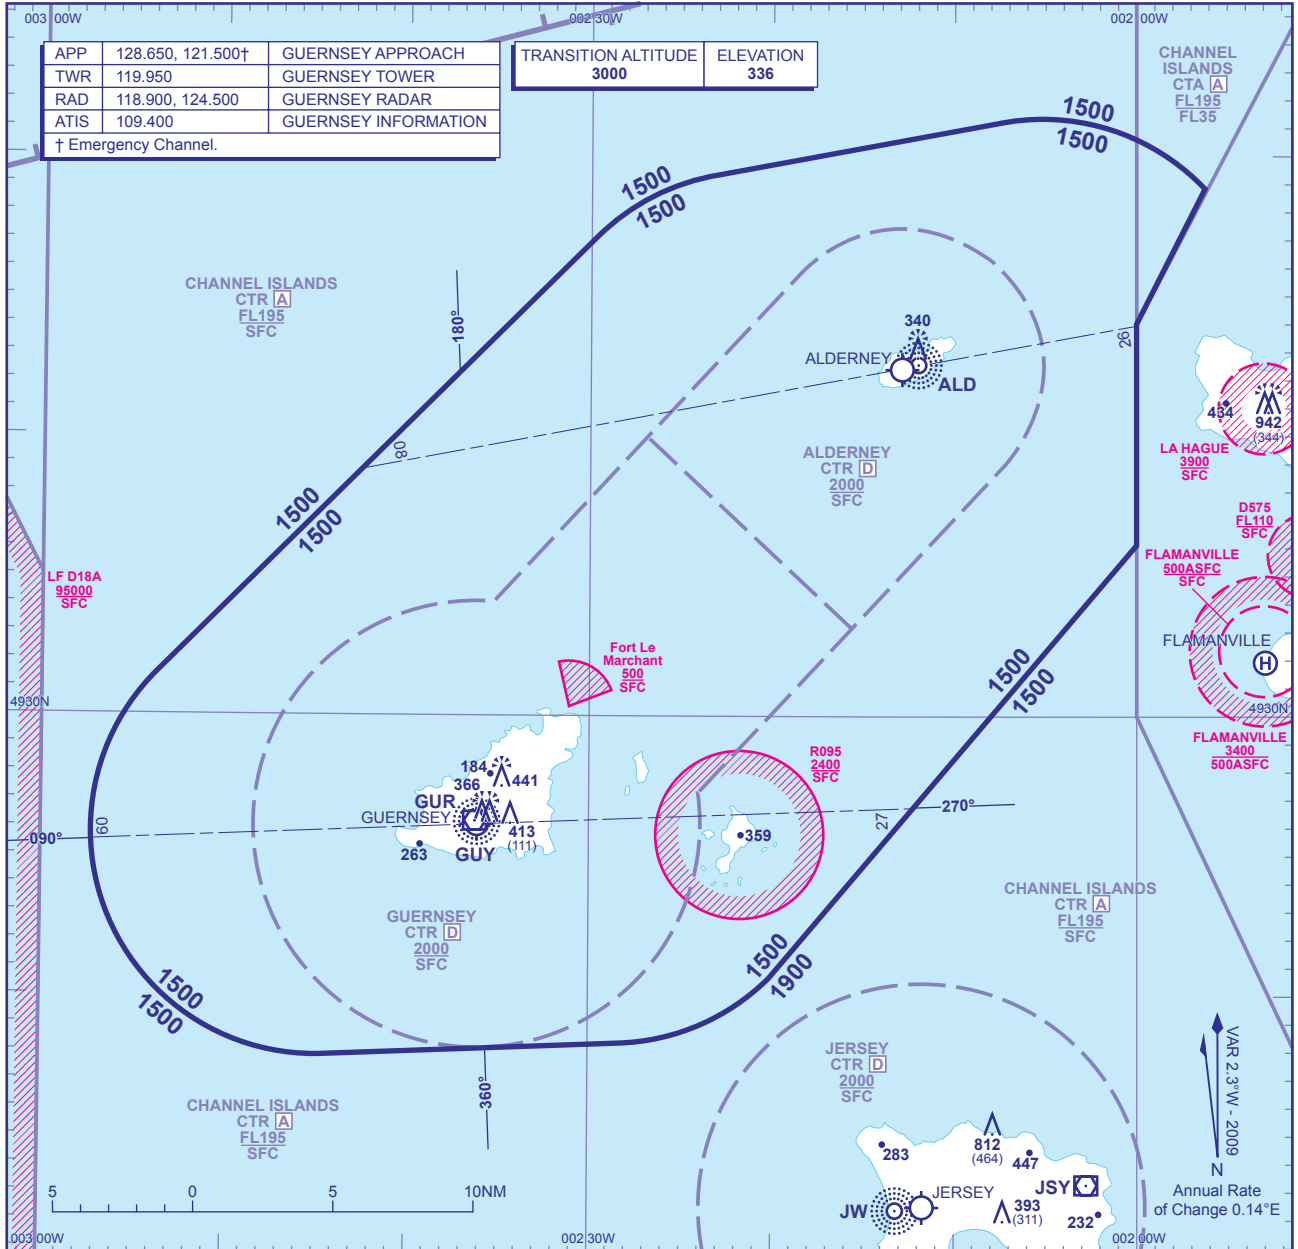 003 00W
002 30W
002 00W
APP 128.650, 121.500† GUERNSEY APPROACH
TWR 119.950 GUERNSEY TOWER
RAD 118.900, 124.500 GUERNSEY RADAR
ATIS 109.400 GUERNSEY INFORMATION
† Emergency Channel.
TRANSITION ALTITUDE
3000
ELEVATION
336
CHANNEL
ISLANDS
CTA A
FL195
FL35
1500
1500
1500
1500
CHANNEL ISLANDS
CTR A
FL195
SFC
180°
340
ALDERNEY
ALD
26
08
434
942
(344)
LA HAGUE
3900
SFC
ALDERNEY
CTR D
2000
SFC
1500
1500
D575
FL110
SFC
FLAMANVILLE
500ASFC
SFC
LF D18A
95000
SFC
FLAMANVILLE
H
Fort Le
Marchant
500
SFC
1500
1500
4930N
4930N
FLAMANVILLE
3400
500ASFC
R095
2400
SFC
184
366
441
GUR
GUERNSEY
413
(111)
GUY
263
359
090°
09
27
270°
CHANNEL ISLANDS
CTR A
FL195
SFC
GUERNSEY
CTR D
2000
SFC
1500
1900
1500
1500
360°
CHANNEL ISLANDS
CTR A
FL195
SFC
JERSEY
CTR D
2000
SFC
283
812
(464)
447
JSY
JERSEY
JW
393
(311)
232
VAR 2.3°W - 2009
N
Annual Rate
of Change 0.14°E
5 0 5 10NM
003 00W
002 30W
002 00W